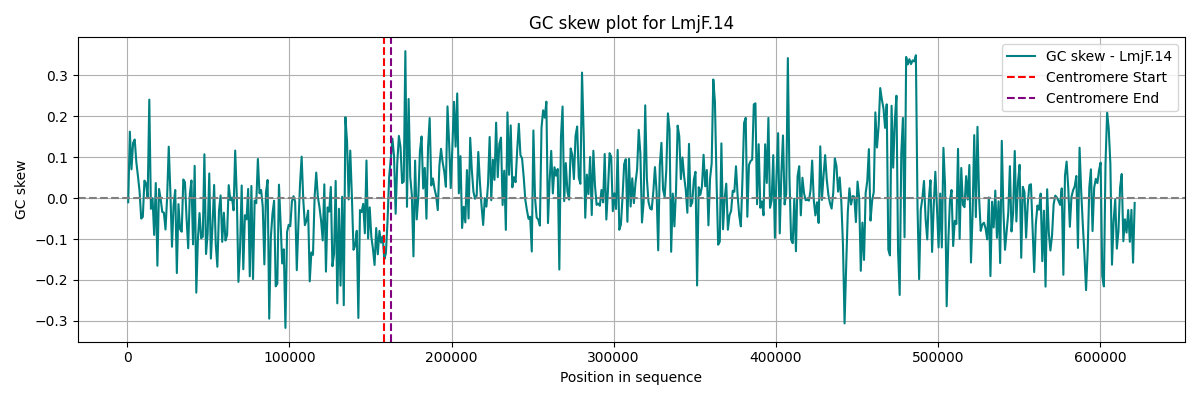 GC skew plot for LmjF.14
GC skew
0.3
0.2
0.1
0.0
−0.1
−0.2
−0.3
GC skew - LmjF.14
Centromere Start
Centromere End
0 100000 200000 300000 400000 500000 600000
Position in sequence